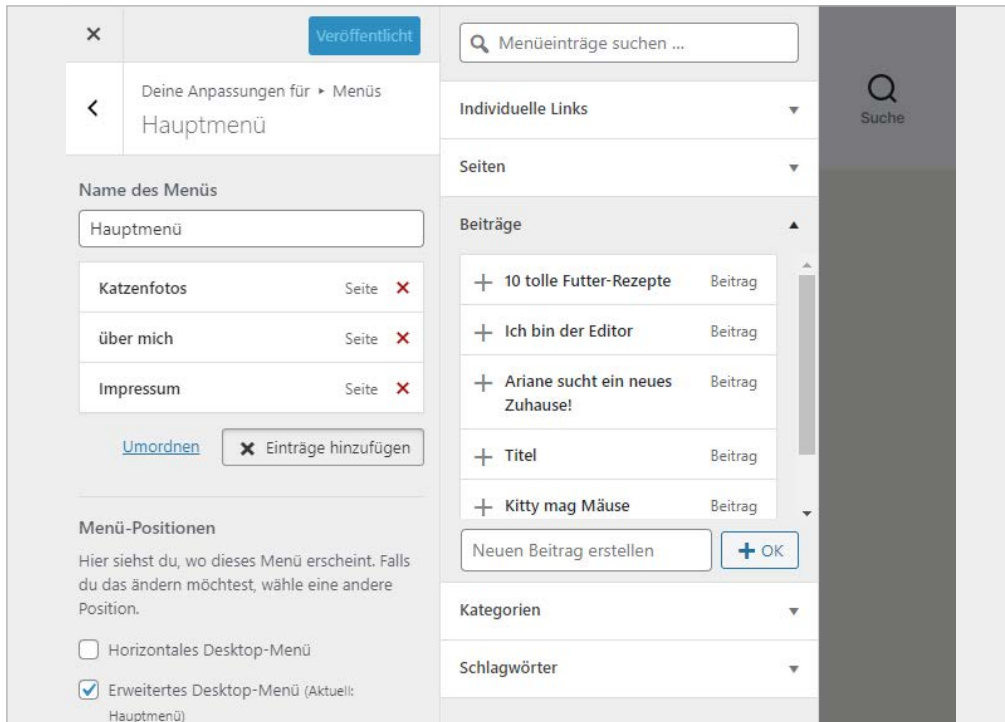 Veröffentlicht
Deine Anpassungen für ▸ Menüs
Hauptmenü
Name des Menüs
Hauptmenü
Katzenfotos Seite
über mich Seite
Impressum Seite
Umordnen Einträge hinzufügen
Menü-Positionen
Hier siehst du, wo dieses Menü erscheint. Falls
du das ändern möchtest, wähle eine andere
Position.
Horizontales Desktop-Menü
Erweitertes Desktop-Menü (Aktuell:
Hauptmenü)
Menüeinträge suchen ...
Individuelle Links
Seiten
Beiträge
10 tolle Futter-Rezepte Beitrag
Ich bin der Editor Beitrag
Ariane sucht ein neues Beitrag
Zuhause!
Titel Beitrag
Kitty mag Mäuse Beitrag
Neuen Beitrag erstellen OK
Kategorien
Schlagwörter
Suche